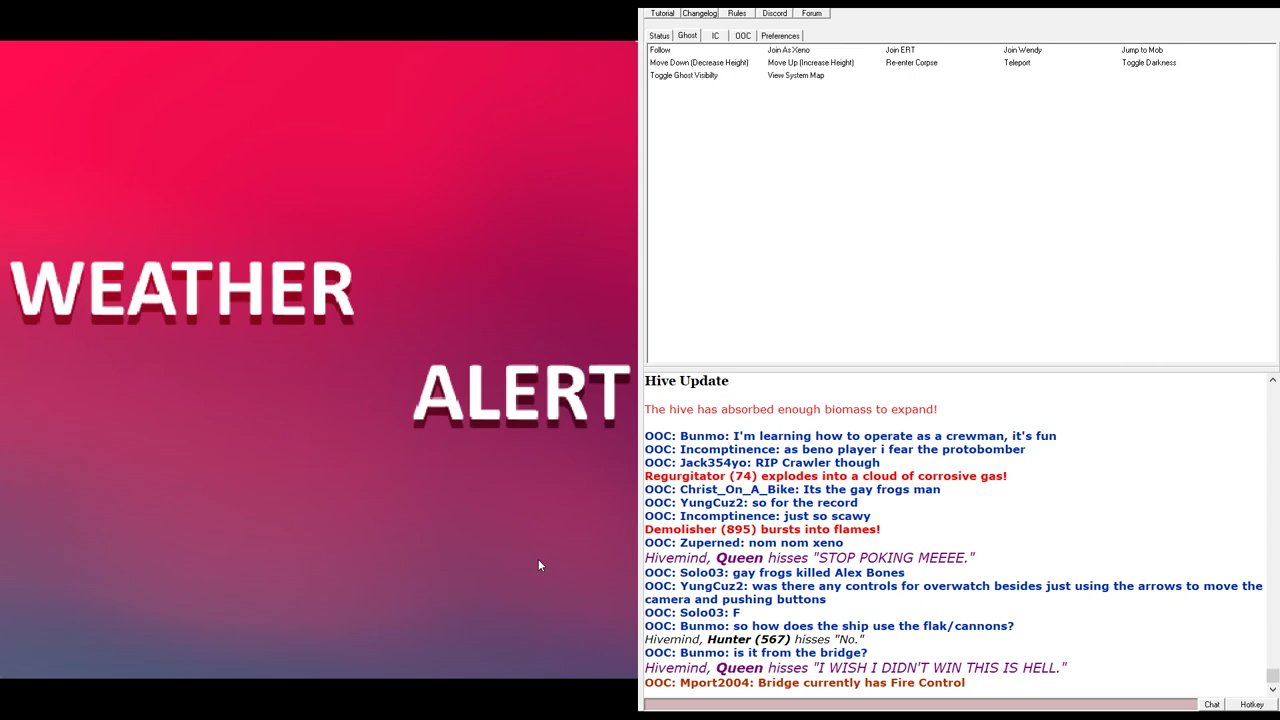 WEATHER
ALERT
Tutorial Changelog Rules Discord Forum
Status Ghost IC OOC Preferences
Follow Join As Xeno Join ERT Join Wendy Jump to Mob
Move Down (Decrease Height) Move Up (Increase Height) Re-enter Corpse Teleport Toggle Darkness
Toggle Ghost Visibilty View System Map
Hive Update
The hive has absorbed enough biomass to expand!
OOC: Bunmo: I'm learning how to operate as a crewman, it's fun
OOC: Incomptinence: as beno player i fear the protobomber
OOC: Jack354yo: RIP Crawler though
Regurgitator (74) explodes into a cloud of corrosive gas!
OOC: Christ_On_A_Bike: Its the gay frogs man
OOC: YungCuz2: so for the record
OOC: Incomptinence: just so scawy
Demolisher (895) bursts into flames!
OOC: Zuperned: nom nom xeno
Hivemind, Queen hisses "STOP POKING MEEEE."
OOC: Solo03: gay frogs killed Alex Bones
OOC: YungCuz2: was there any controls for overwatch besides just using the arrows to move the
camera and pushing buttons
OOC: Solo03: F
OOC: Bunmo: so how does the ship use the flak/cannons?
Hivemind, Hunter (567) hisses "No."
OOC: Bunmo: is it from the bridge?
Hivemind, Queen hisses "I WISH I DIDN'T WIN THIS IS HELL."
OOC: Mport2004: Bridge currently has Fire Control
Chat Hotkey